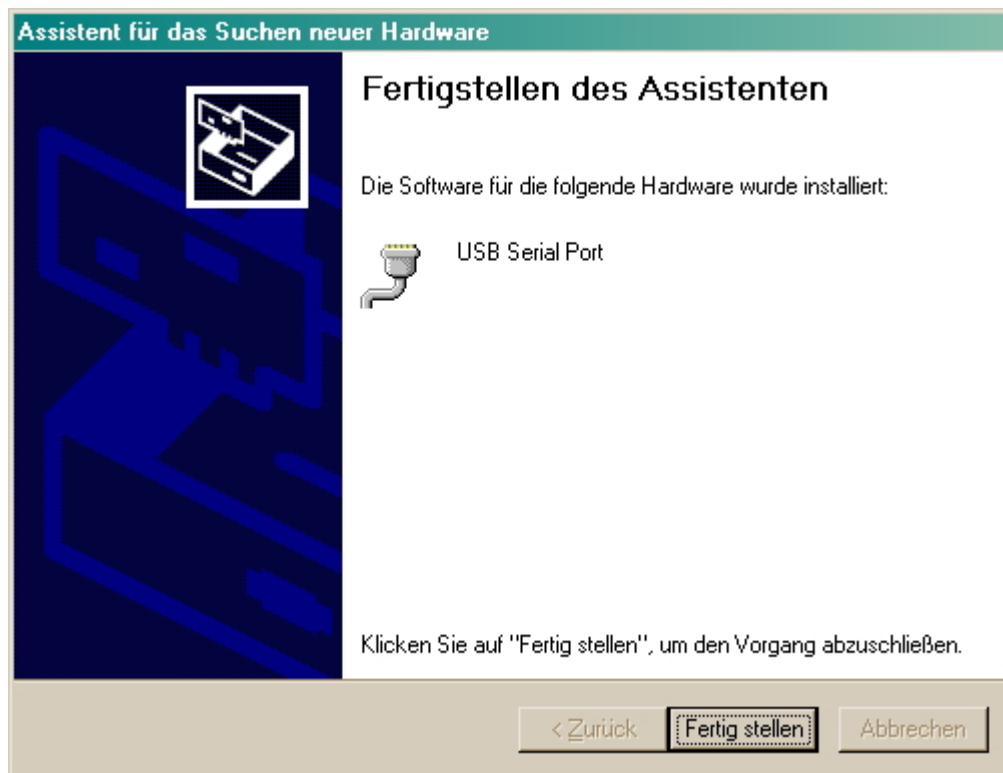 Assistent für das Suchen neuer Hardware
Fertigstellen des Assistenten
Die Software für die folgende Hardware wurde installiert:
USB Serial Port
Klicken Sie auf "Fertig stellen", um den Vorgang abzuschließen.
< Zurück Fertig stellen Abbrechen